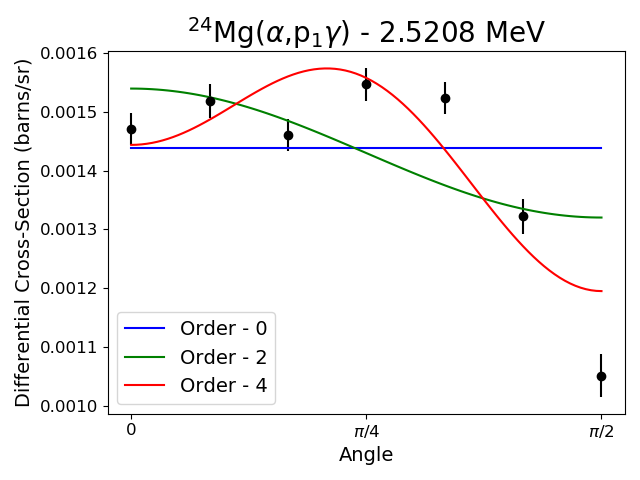 ²⁴Mg(α,p₁γ) - 2.5208 MeV
Differential Cross-Section (barns/sr)
0.0016
0.0015
0.0014
0.0013
0.0012
0.0011
0.0010
Order - 0
Order - 2
Order - 4
0 π/4 π/2
Angle